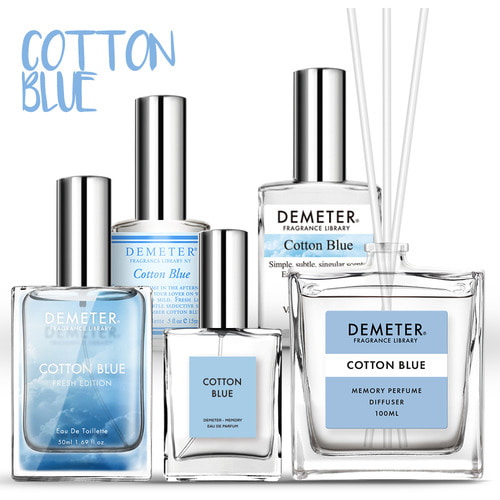 COTTON
BLUE
DEMETER®
FRAGRANCE LIBRARY NY
Cotton Blue
DEMETER®
FRAGRANCE LIBRARY
Cotton Blue
Simple, subtle, singular
DEMETER®
FRAGRANCE LIBRARY
COTTON BLUE
FRESH EDITION
Eau De Toilette
50ml 1.69 fl.oz
COTTON
BLUE
DEMETER - MEMORY
EAU DE PARFUM
DEMETER®
FRAGRANCE LIBRARY
COTTON BLUE
MEMORY PERFUME
DIFFUSER
100ML